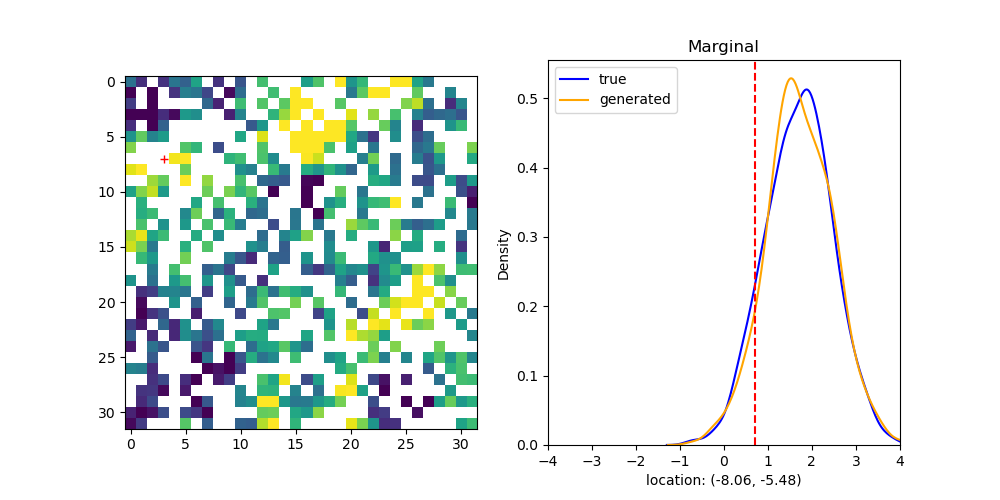 Marginal
true
generated
Density
0
5
10
15
20
25
30
0 5 10 15 20 25 30
0.5
0.4
0.3
0.2
0.1
0.0
−4 −3 −2 −1 0 1 2 3 4
location: (-8.06, -5.48)